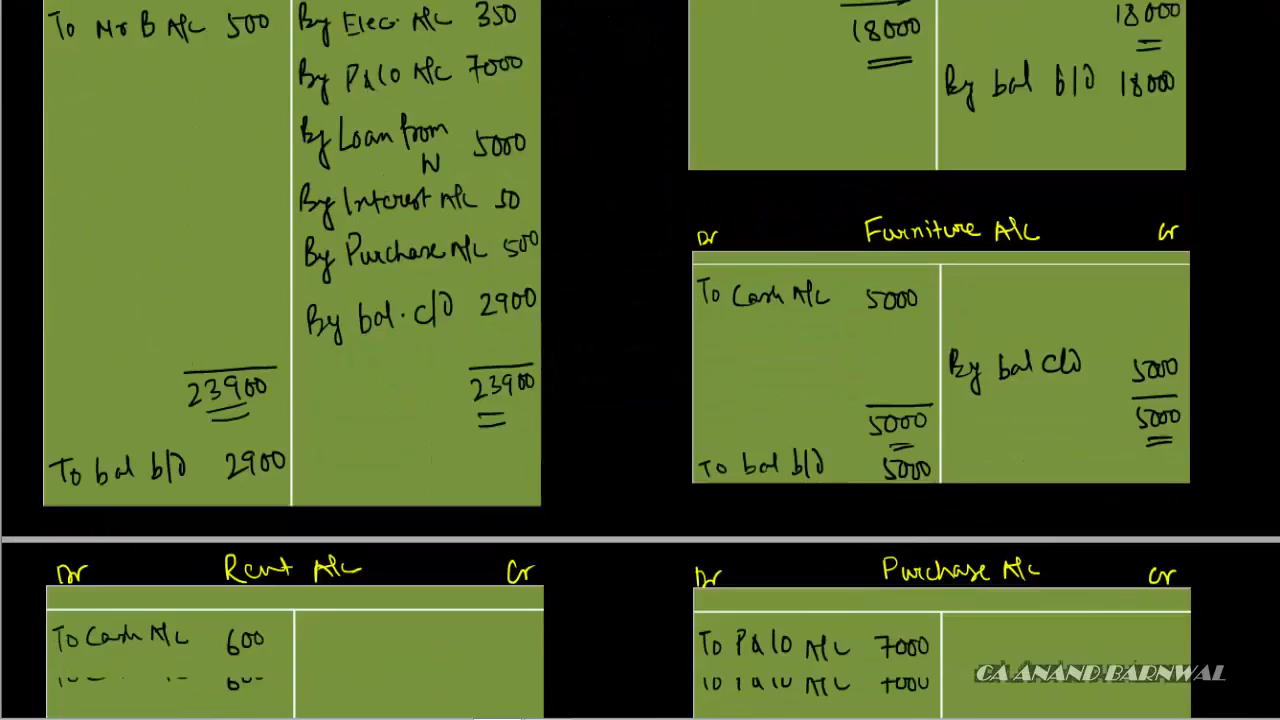 To Mr B A/c 500
By Elec. A/c 350
By P&Co A/c 7000
By Loan from N 5000
By Interest A/c 50
By Purchase A/c 500
By bal. c/d 2900
23900
23900
To bal b/d 2900
18000
18000
By bal b/d 18000
Dr Furniture A/c Cr
To Cash A/c 5000
By bal c/d 5000
5000
5000
To bal b/d 5000
Dr Rent A/c Cr
To Cash A/c 600
Dr Purchase A/c Cr
To P&Co A/c 7000
CA ANAND BARNWAL